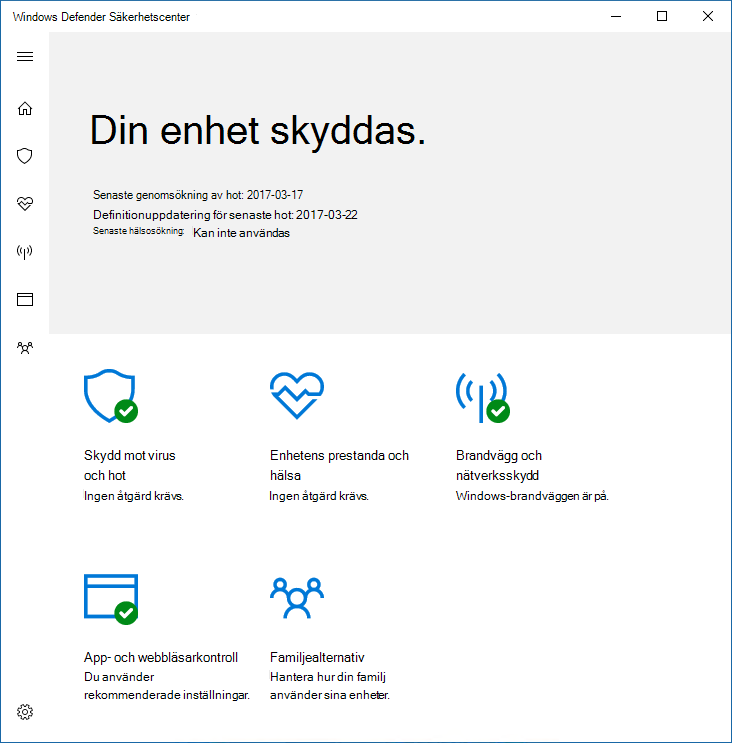 Windows Defender Säkerhetscenter
Din enhet skyddas.
Senaste genomsökning av hot: 2017-03-17
Definitionuppdatering för senaste hot: 2017-03-22
Senaste hälsosökning: Kan inte användas
Skydd mot virus
och hot
Ingen åtgärd krävs.
Enhetens prestanda och
hälsa
Ingen åtgärd krävs.
Brandvägg och
nätverksskydd
Windows-brandväggen är på.
App- och webbläsarkontroll
Du använder
rekommenderade inställningar.
Familjealternativ
Hantera hur din familj
använder sina enheter.